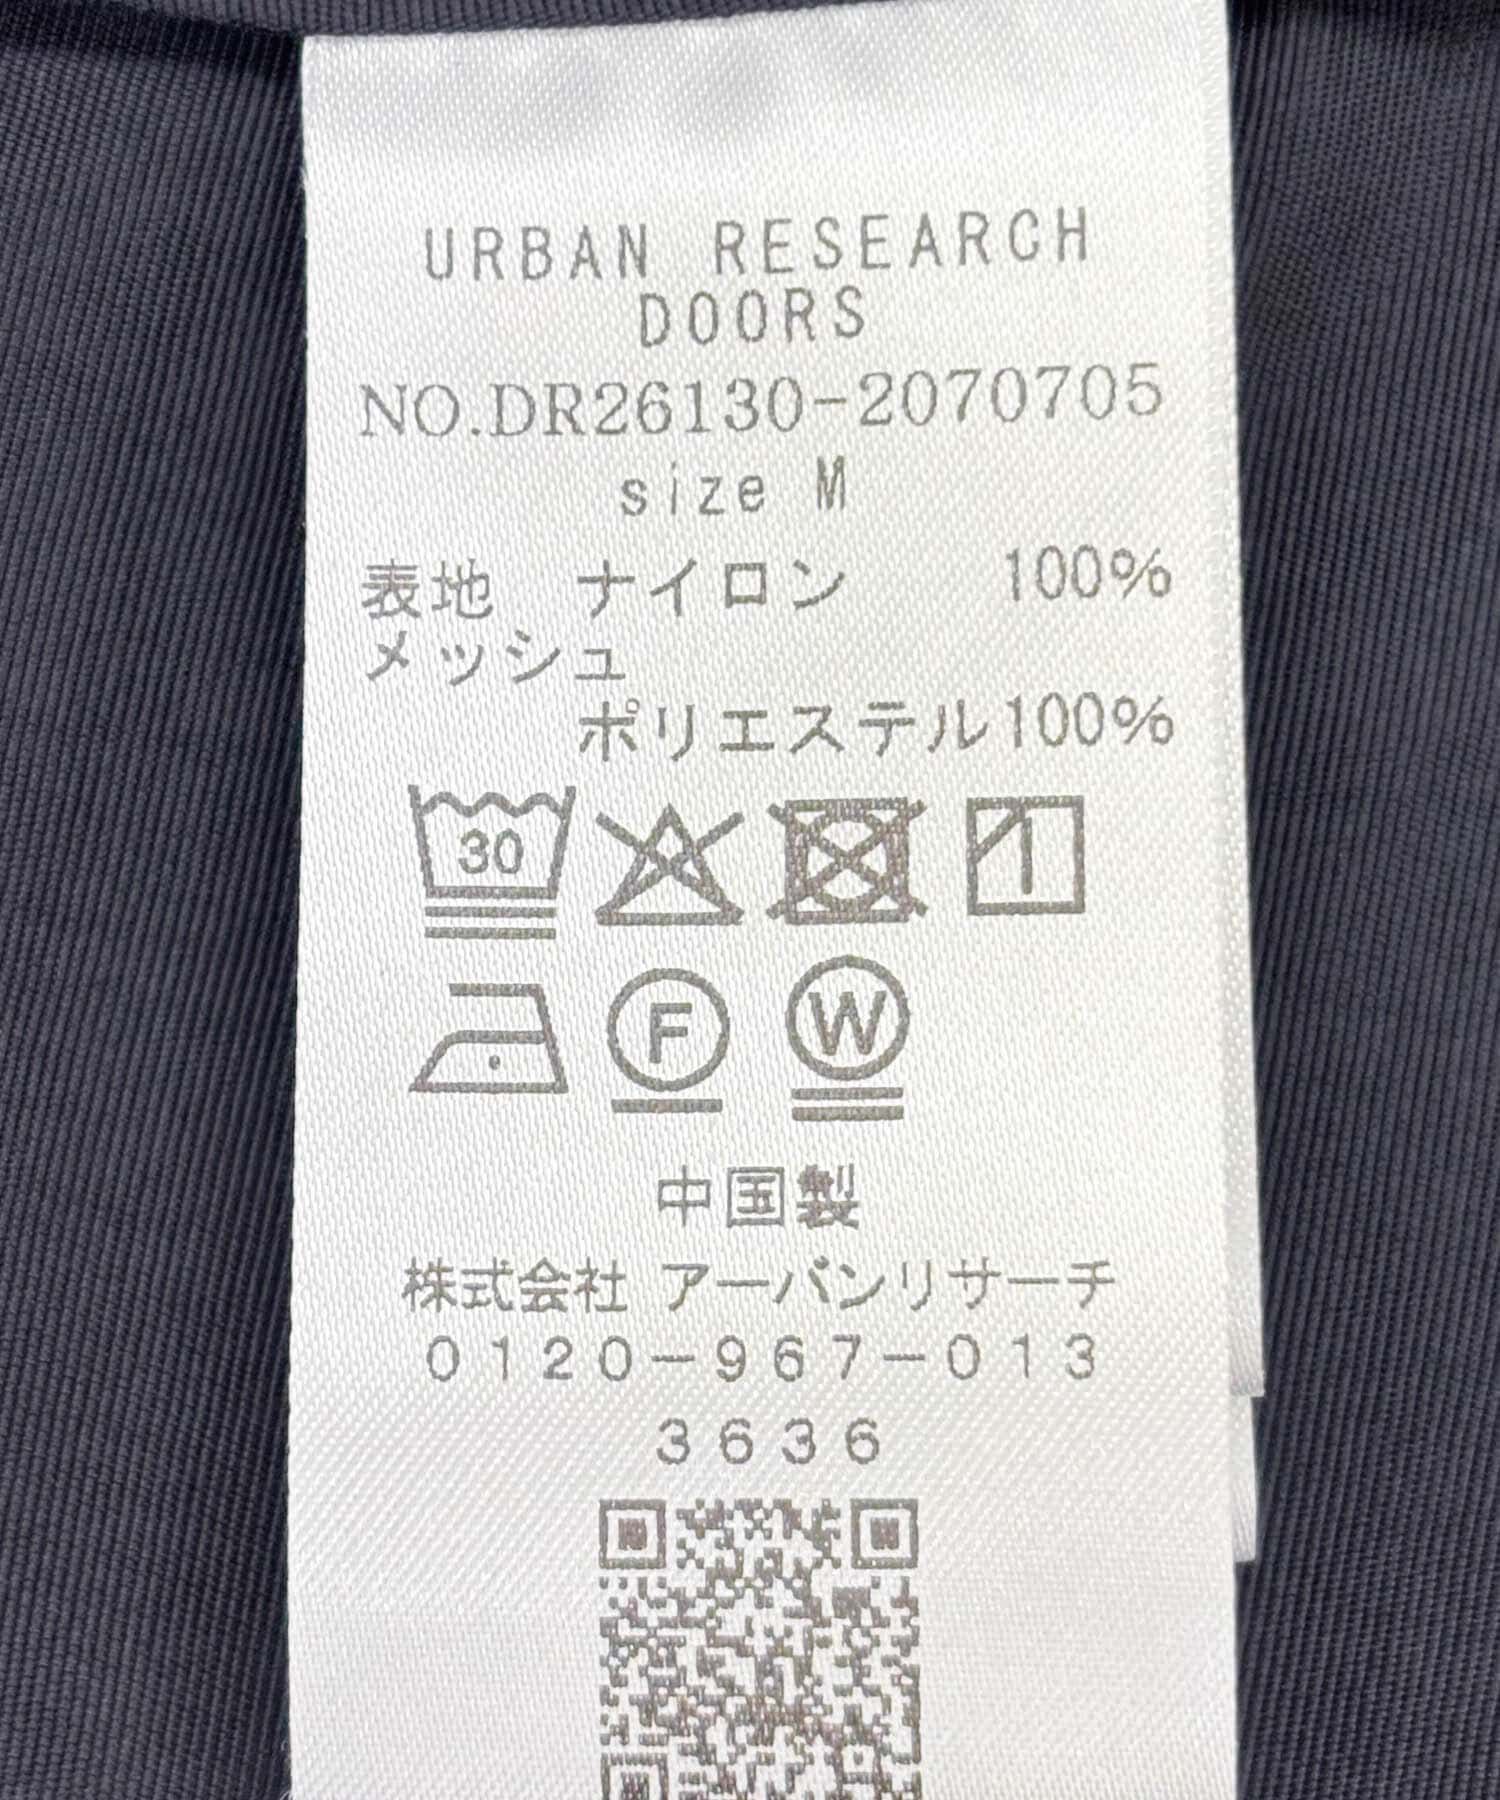 URBAN RESEARCH
DOORS
NO.DR26130-2070705
size M
表地 ナイロン 100%
メッシュ
ポリエステル100%
30
F W
中国製
株式会社 アーバンリサーチ
0120-967-013
3636